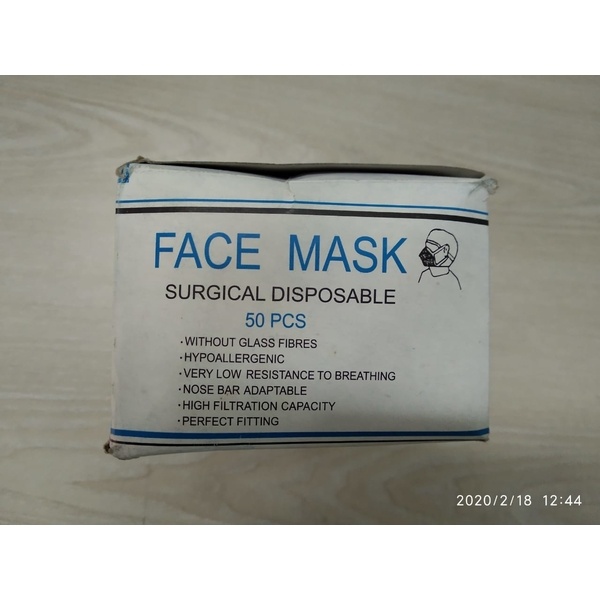 FACE MASK
SURGICAL DISPOSABLE
50 PCS
·WITHOUT GLASS FIBRES
·HYPOALLERGENIC
·VERY LOW RESISTANCE TO BREATHING
·NOSE BAR ADAPTABLE
·HIGH FILTRATION CAPACITY
·PERFECT FITTING
2020/2/18 12:44